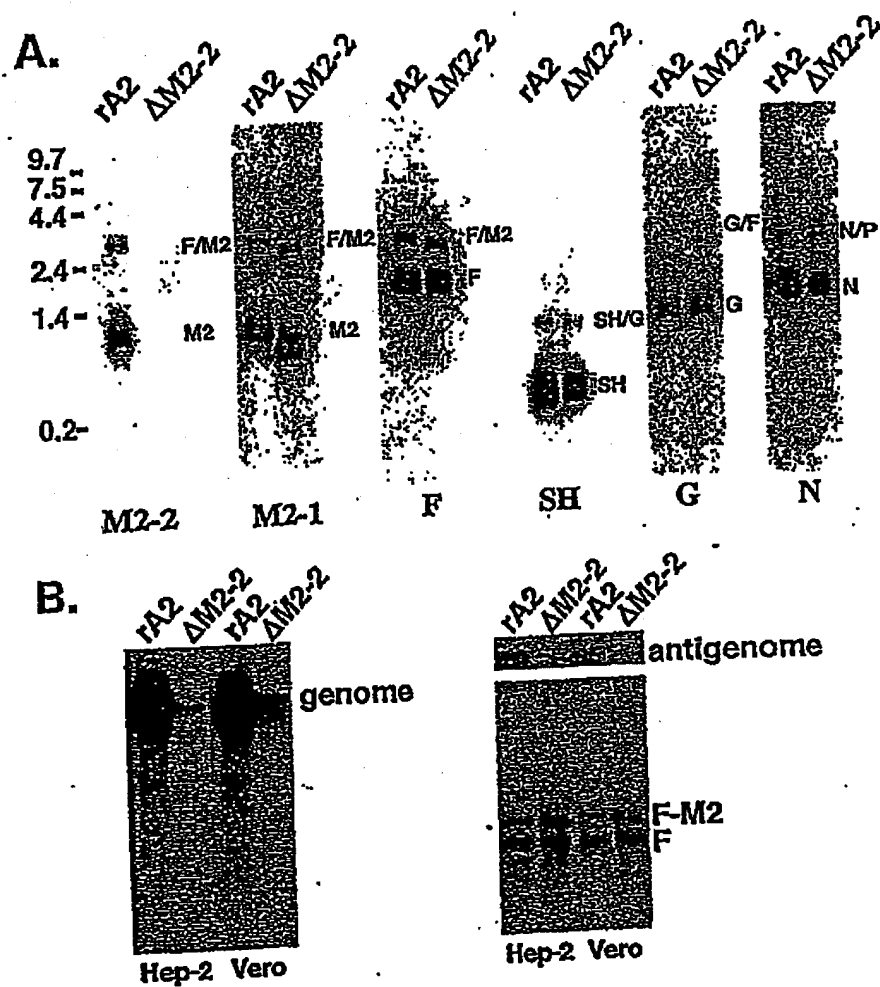 A.
rA2 ΔM2-2 rA2 ΔM2-2 rA2 ΔM2-2 rA2 ΔM2-2 rA2 ΔM2-2 rA2 ΔM2-2
9.7
7.5
4.4
2.4
1.4
0.2
F/M2 F/M2 F/M2 G/F N/P
F N
M2 M2 SH/G G
SH
M2-2 M2-1 F SH G N
B.
rA2 ΔM2-2 rA2 ΔM2-2 rA2 ΔM2-2 rA2 ΔM2-2
genome antigenome
F-M2
F
Hep-2 Vero Hep-2 Vero